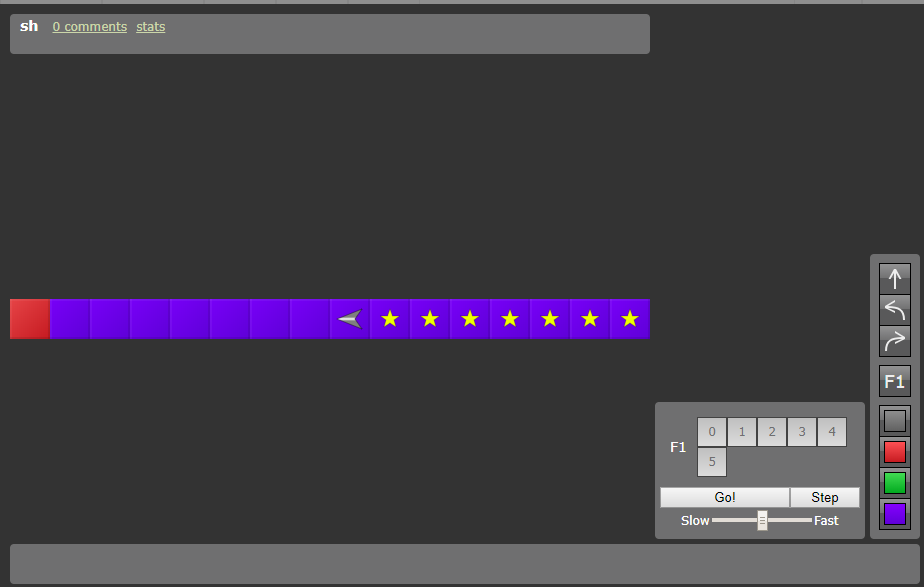 sh 0 comments stats
F1
F1 0 1 2 3 4
5
Go! Step
Slow Fast